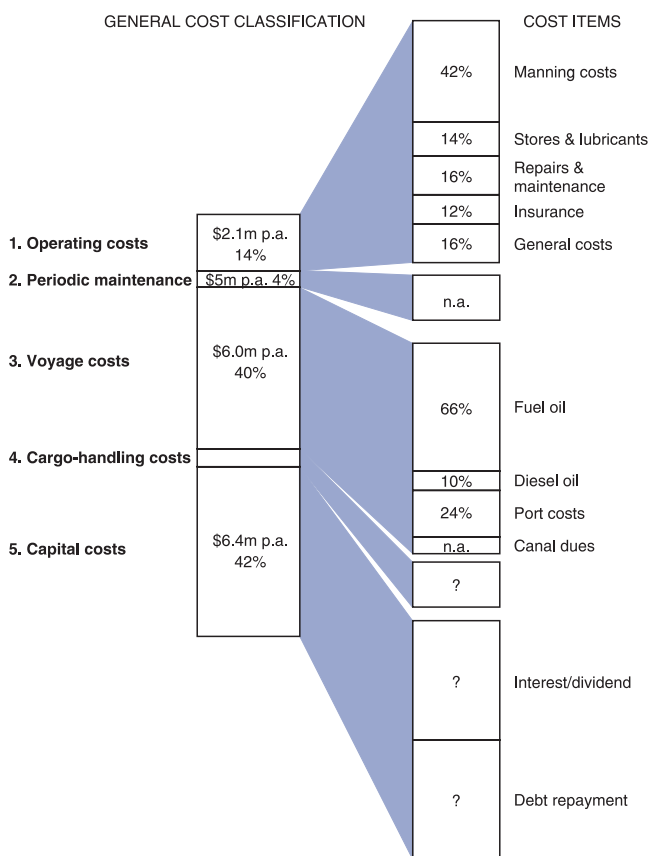 GENERAL COST CLASSIFICATION
COST ITEMS
42%
Manning costs
14%
Stores & lubricants
16%
Repairs &
maintenance
12%
Insurance
16%
General costs
1. Operating costs
$2.1m p.a.
14%
2. Periodic maintenance
$5m p.a. 4%
n.a.
3. Voyage costs
$6.0m p.a.
40%
66%
Fuel oil
10%
Diesel oil
24%
Port costs
n.a.
Canal dues
4. Cargo-handling costs
?
5. Capital costs
$6.4m p.a.
42%
?
Interest/dividend
?
Debt repayment